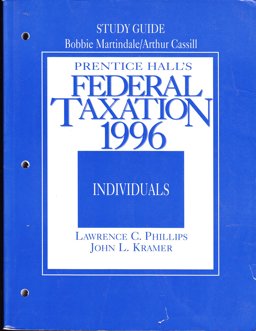 STUDY GUIDE
Bobbie Martindale/Arthur Cassill
PRENTICE HALL'S
FEDERAL
TAXATION
1996
INDIVIDUALS
LAWRENCE C. PHILLIPS
JOHN L. KRAMER